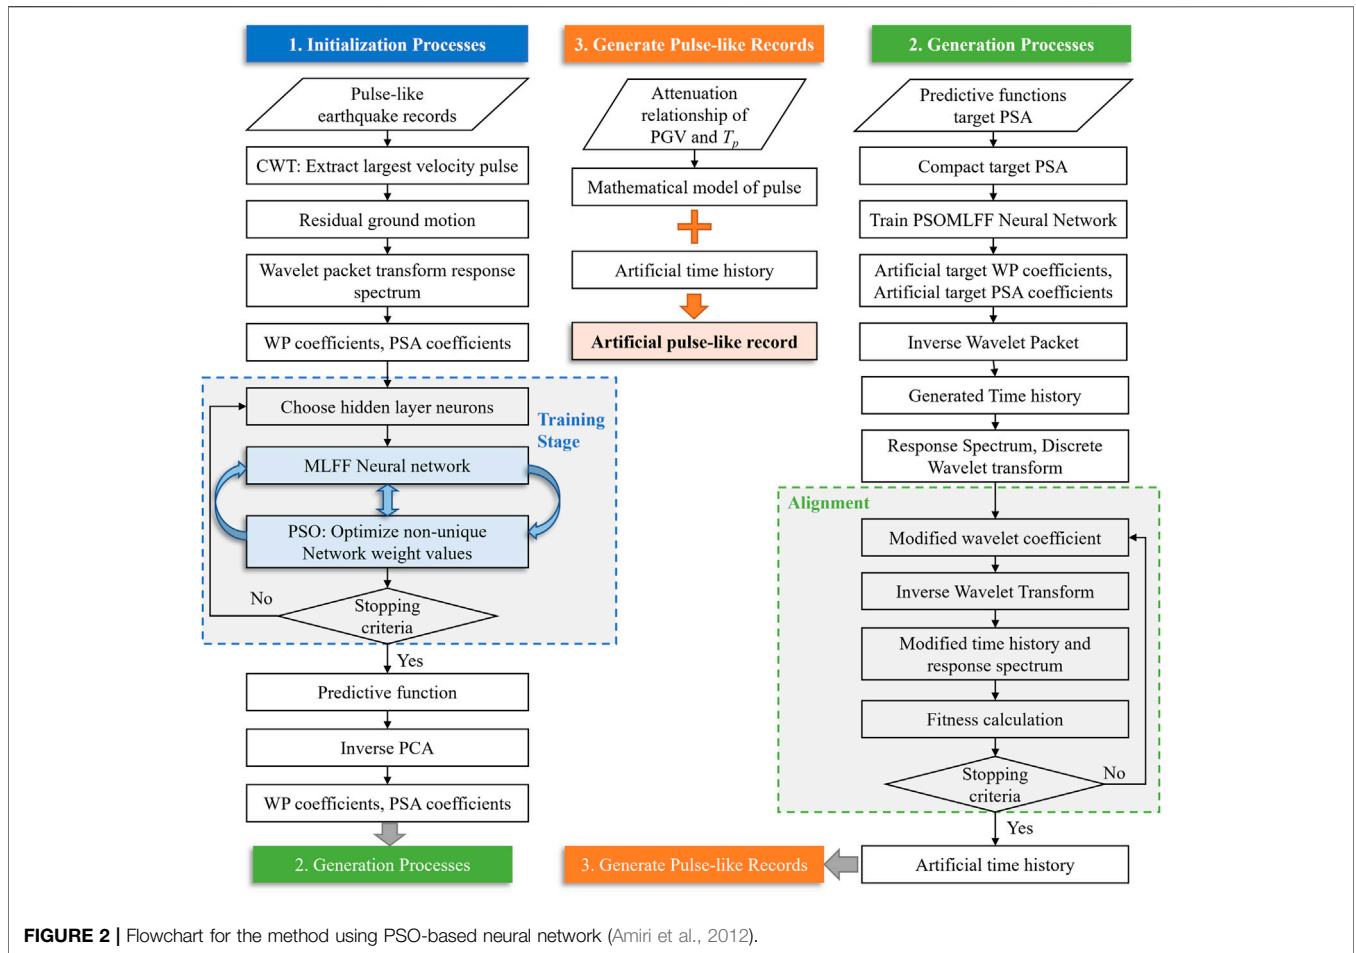 1. Initialization Processes
Pulse-like
earthquake records
CWT: Extract largest velocity pulse
Residual ground motion
Wavelet packet transform response
spectrum
WP coefficients, PSA coefficients
Choose hidden layer neurons
Training
Stage
MLFF Neural network
PSO: Optimize non-unique
Network weight values
No
Stopping
criteria
Yes
Predictive function
Inverse PCA
WP coefficients, PSA coefficients
2. Generation Processes
3. Generate Pulse-like Records
Attenuation
relationship of
PGV and Tp
Mathematical model of pulse
Artificial time history
Artificial pulse-like record
2. Generation Processes
Predictive functions
target PSA
Compact target PSA
Train PSOMLFF Neural Network
Artificial target WP coefficients,
Artificial target PSA coefficients
Inverse Wavelet Packet
Generated Time history
Response Spectrum, Discrete
Wavelet transform
Alignment
Modified wavelet coefficient
Inverse Wavelet Transform
Modified time history and
response spectrum
Fitness calculation
Stopping
criteria
No
Yes
Artificial time history
3. Generate Pulse-like Records
FIGURE 2 | Flowchart for the method using PSO-based neural network (Amiri et al., 2012).